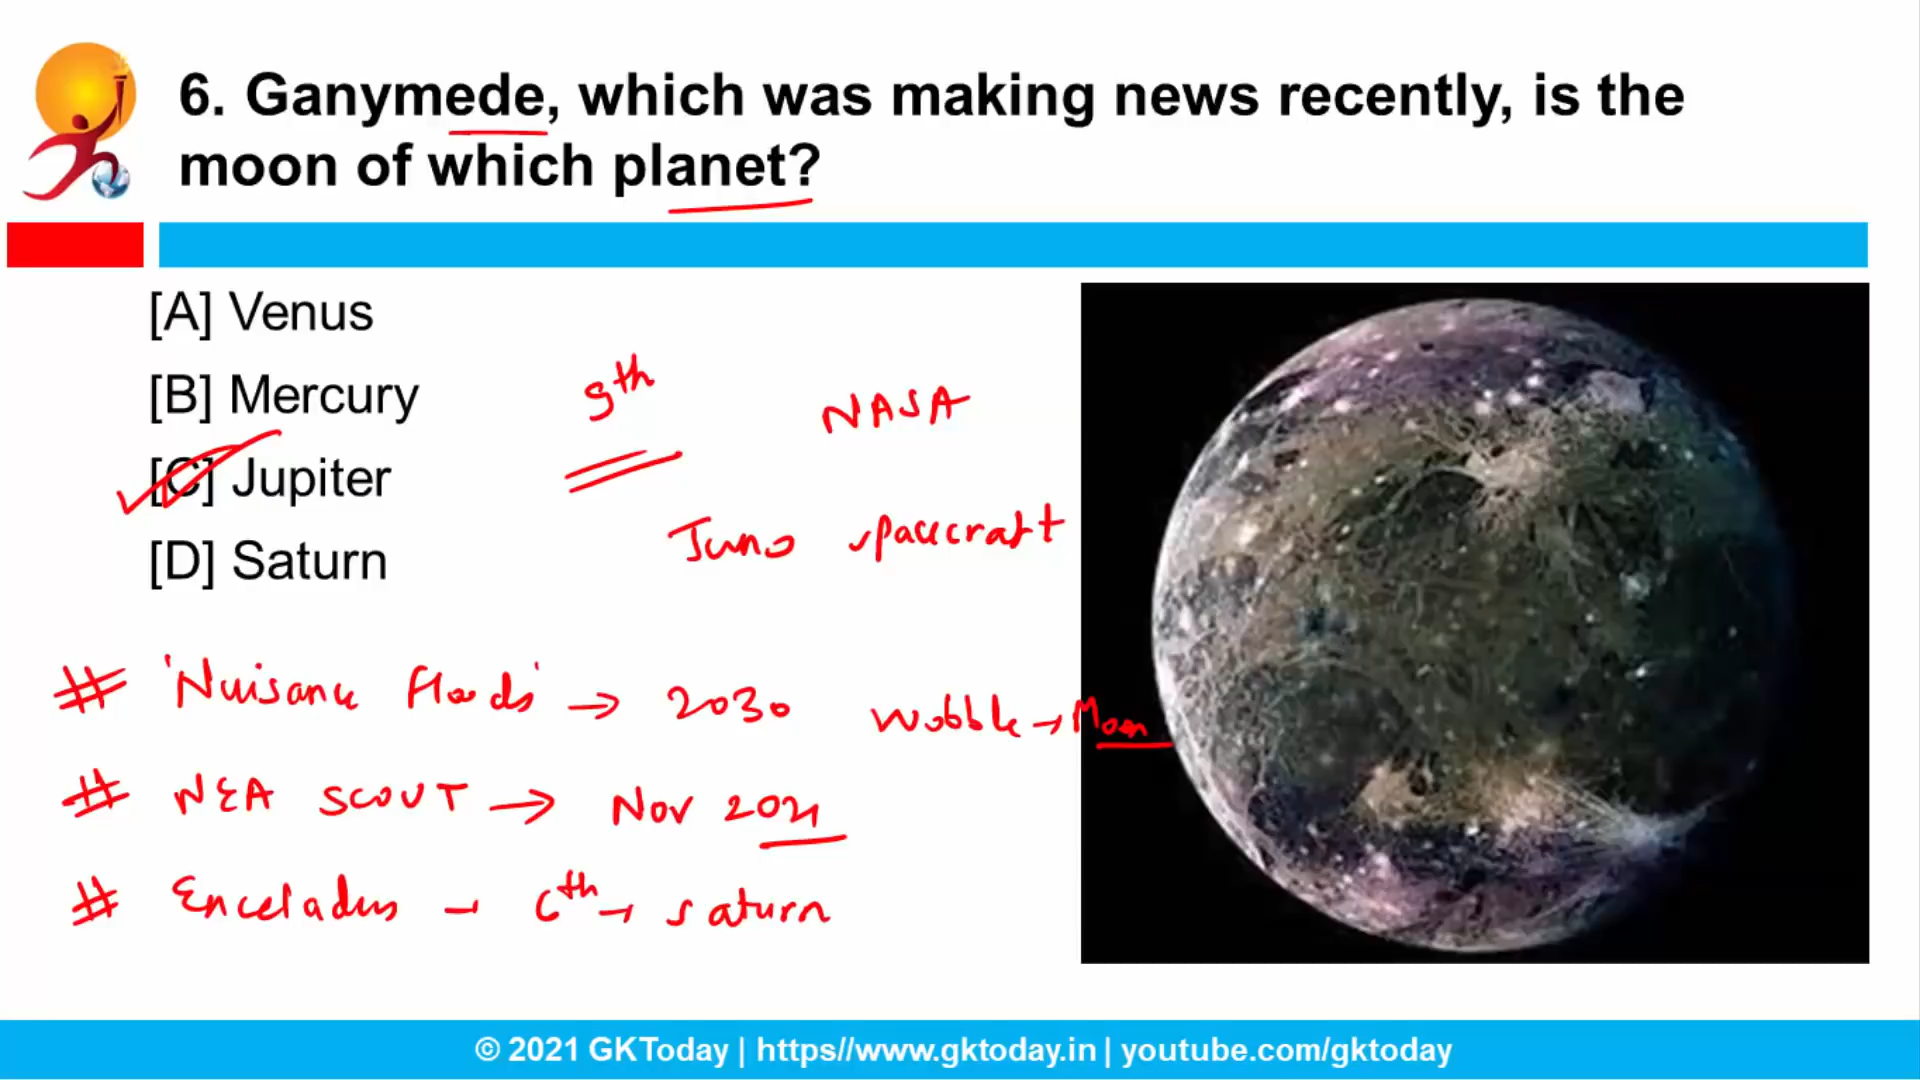 6. Ganymede, which was making news recently, is the
moon of which planet?
[A] Venus
[B] Mercury
9th
NASA
[C] Jupiter
Juno spacecraft
[D] Saturn
# 'Nuisance Floods' → 2030 Wobble → Moon
# NEA SCOUT → Nov 2021
# Enceladus → 6th → Saturn
© 2021 GKToday | https//www.gktoday.in | youtube.com/gktoday